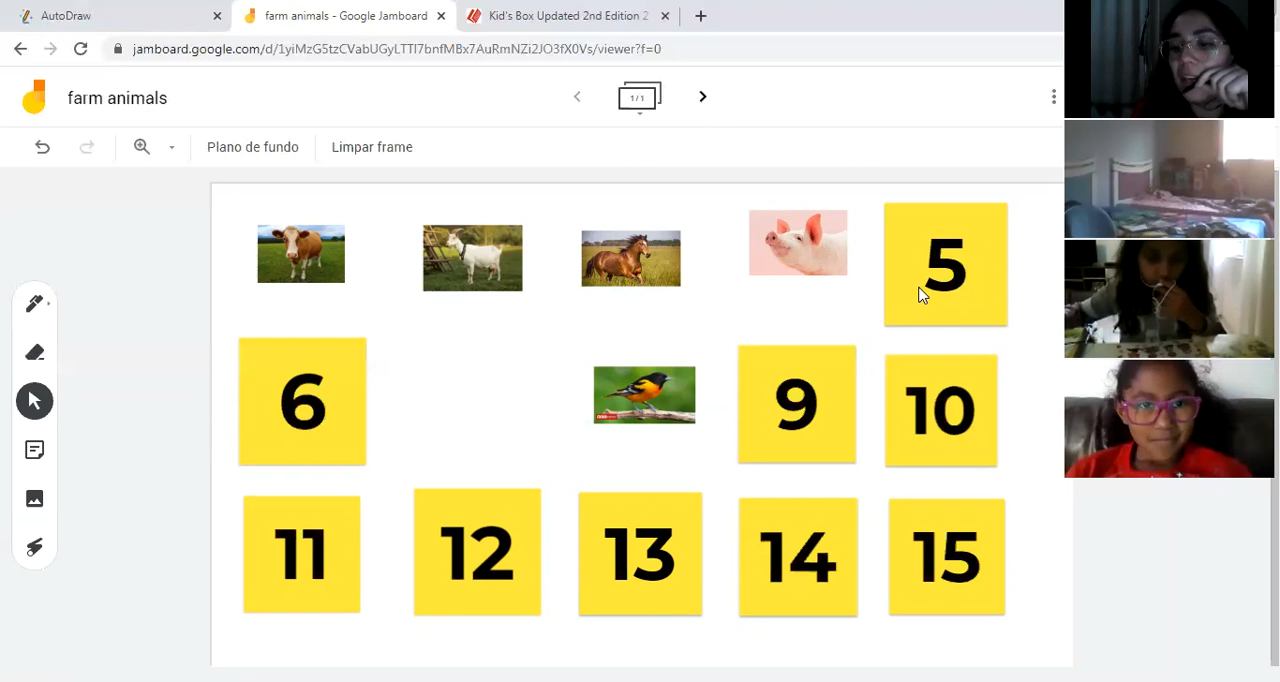 AutoDraw
farm animals - Google Jamboard
Kid's Box Updated 2nd Edition 2
jamboard.google.com/d/1yiMzG5tzCVabUGyLTTI7bnfMBx7AuRmNZi2JO3fX0Vs/viewer?f=0
farm animals
1/1
Plano de fundo
Limpar frame
5
6
9
10
11
12
13
14
15